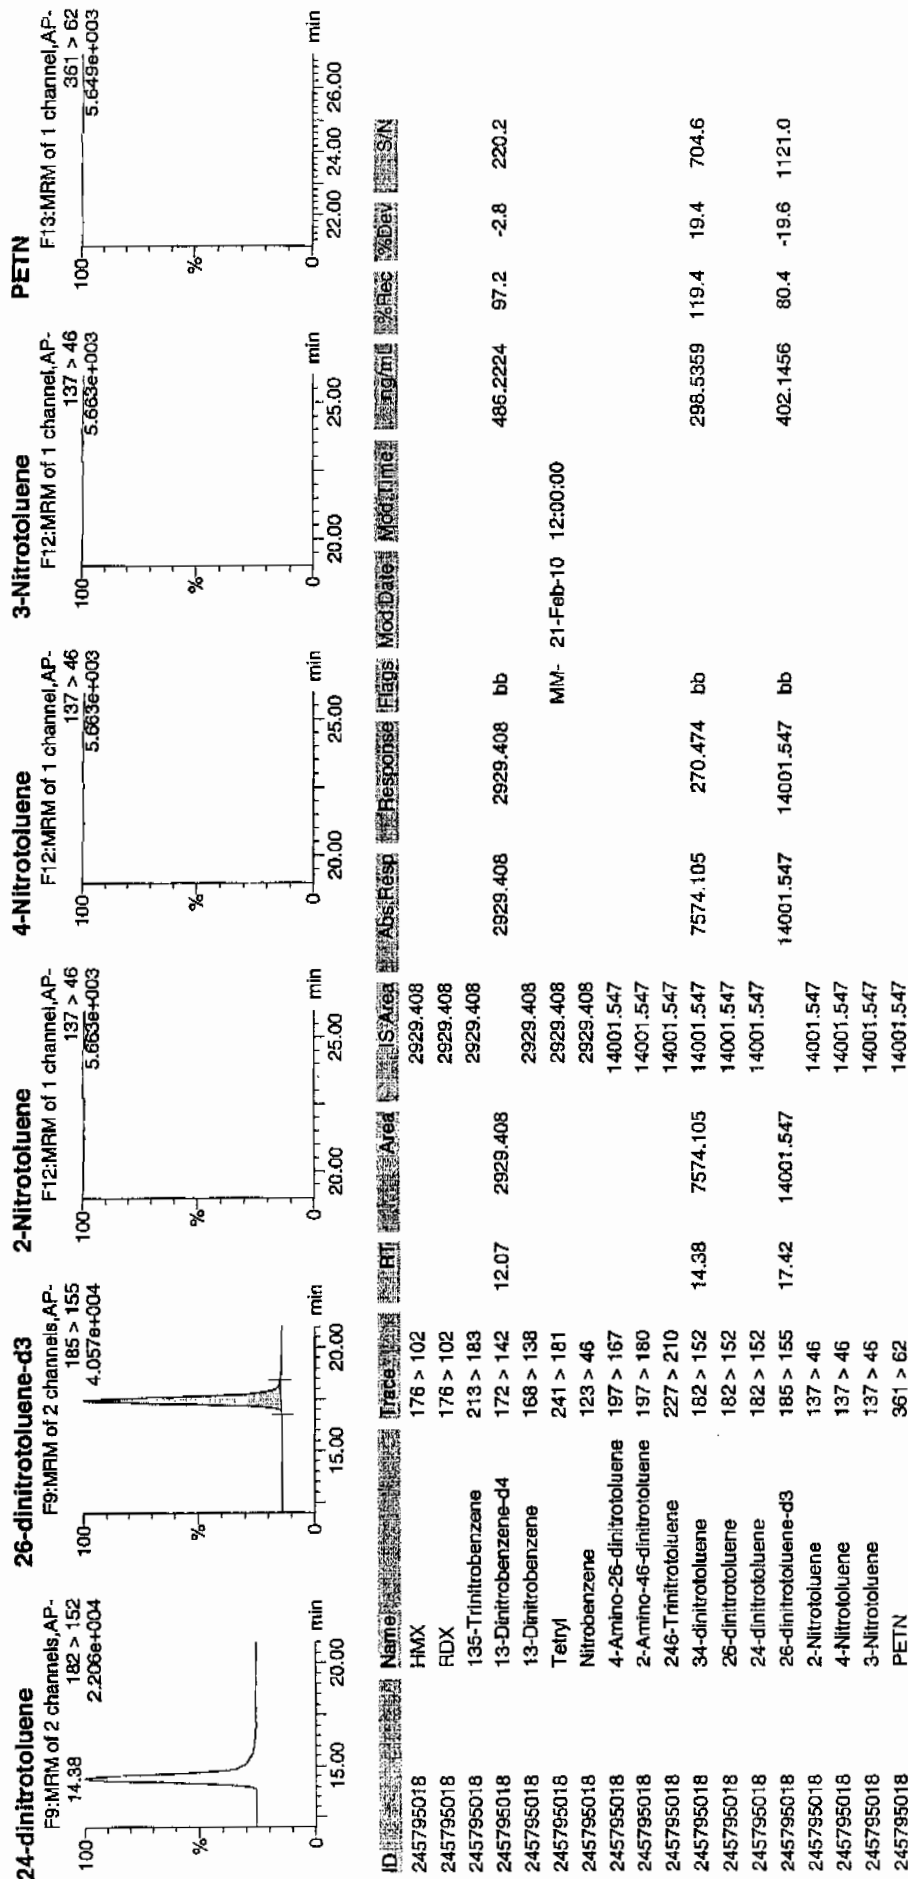 24-dinitrotoluene
F9:MRM of 2 channels,AP-
182 > 152
2.206e+004
100
14.38
%
0
15.00 20.00 min
26-dinitrotoluene-d3
F9:MRM of 2 channels,AP-
185 > 155
4.057e+004
100
%
0
15.00 20.00 min
2-Nitrotoluene
F12:MRM of 1 channel,AP-
137 > 46
5.663e+003
100
%
0
20.00 25.00 min
4-Nitrotoluene
F12:MRM of 1 channel,AP-
137 > 46
5.663e+003
100
%
0
20.00 25.00 min
3-Nitrotoluene
F12:MRM of 1 channel,AP-
137 > 46
5.663e+003
100
%
0
20.00 25.00 min
PETN
F13:MRM of 1 channel,AP-
361 > 62
5.649e+003
100
%
0
22.00 24.00 26.00 min
ID Name Trace RT Area IS Area Abs.Resp Response Flags Mod.Date Mod.Time ng/mL %Rec %Dev S/N
245795018 HMX 176 > 102 2929.408
245795018 RDX 176 > 102 2929.408
245795018 135-Trinitrobenzene 213 > 183 2929.408
245795018 13-Dinitrobenzene-d4 172 > 142 12.07 2929.408 2929.408 2929.408 bb 486.2224 97.2 -2.8 220.2
245795018 13-Dinitrobenzene 168 > 138 2929.408
245795018 Tetryl 241 > 181 2929.408 MM- 21-Feb-10 12:00:00
245795018 Nitrobenzene 123 > 46 2929.408
245795018 4-Amino-26-dinitrotoluene 197 > 167 14001.547
245795018 2-Amino-46-dinitrotoluene 197 > 180 14001.547
245795018 246-Trinitrotoluene 227 > 210 14001.547
245795018 34-dinitrotoluene 182 > 152 14.38 7574.105 14001.547 7574.105 270.474 bb 298.5359 119.4 19.4 704.6
245795018 26-dinitrotoluene 182 > 152 14001.547
245795018 24-dinitrotoluene 182 > 152 14001.547
245795018 26-dinitrotoluene-d3 185 > 155 17.42 14001.547 14001.547 14001.547 bb 402.1456 80.4 -19.6 1121.0
245795018 2-Nitrotoluene 137 > 46 14001.547
245795018 4-Nitrotoluene 137 > 46 14001.547
245795018 3-Nitrotoluene 137 > 46 14001.547
245795018 PETN 361 > 62 14001.547